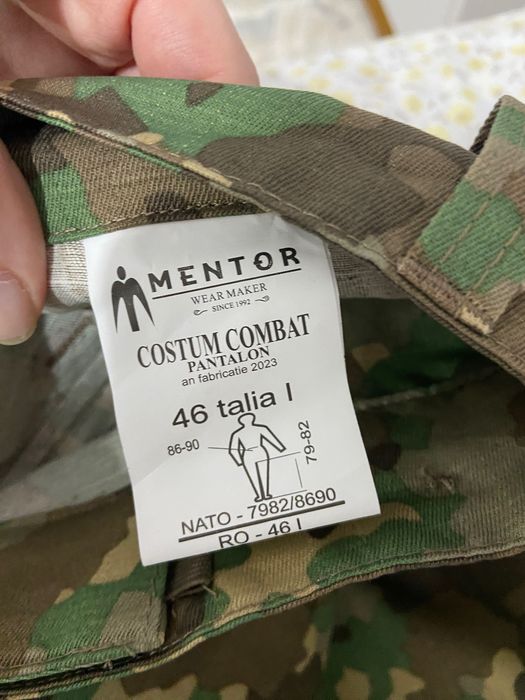 MENTOR
WEAR MAKER
SINCE 1992
COSTUM COMBAT
PANTALON
an fabricatie 2023
46 talia I
86-90
79-82
NATO - 7982/8690
RO - 46 I